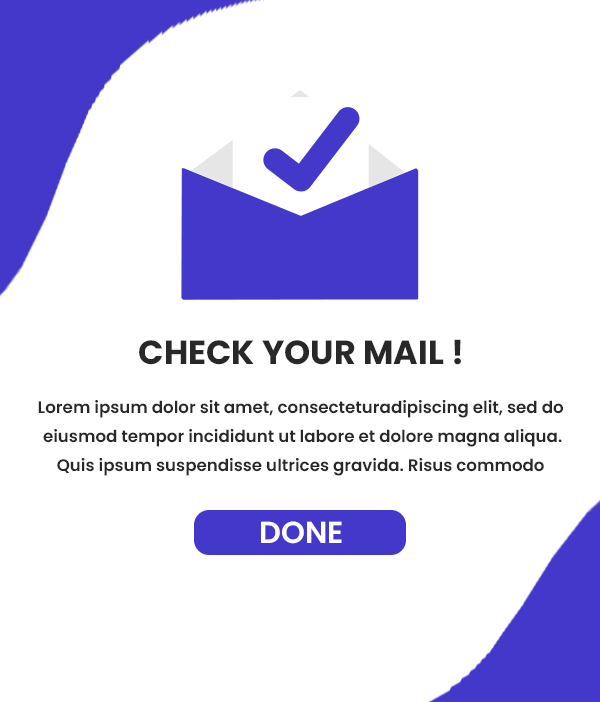 CHECK YOUR MAIL !
Lorem ipsum dolor sit amet, consecteturadipiscing elit, sed do
eiusmod tempor incididunt ut labore et dolore magna aliqua.
Quis ipsum suspendisse ultrices gravida. Risus commodo
DONE